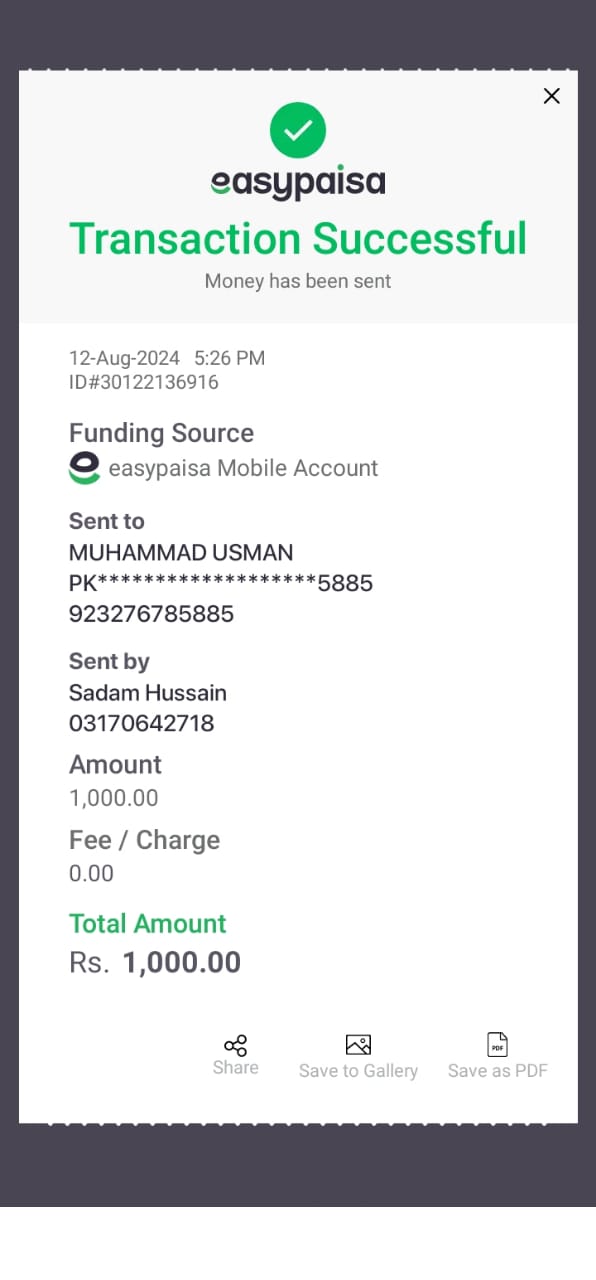 easypaisa
Transaction Successful
Money has been sent
12-Aug-2024 5:26 PM
ID#30122136916
Funding Source
easypaisa Mobile Account
Sent to
MUHAMMAD USMAN
PK*******************5885
923276785885
Sent by
Sadam Hussain
03170642718
Amount
1,000.00
Fee / Charge
0.00
Total Amount
Rs. 1,000.00
Share
Save to Gallery
PDF
Save as PDF